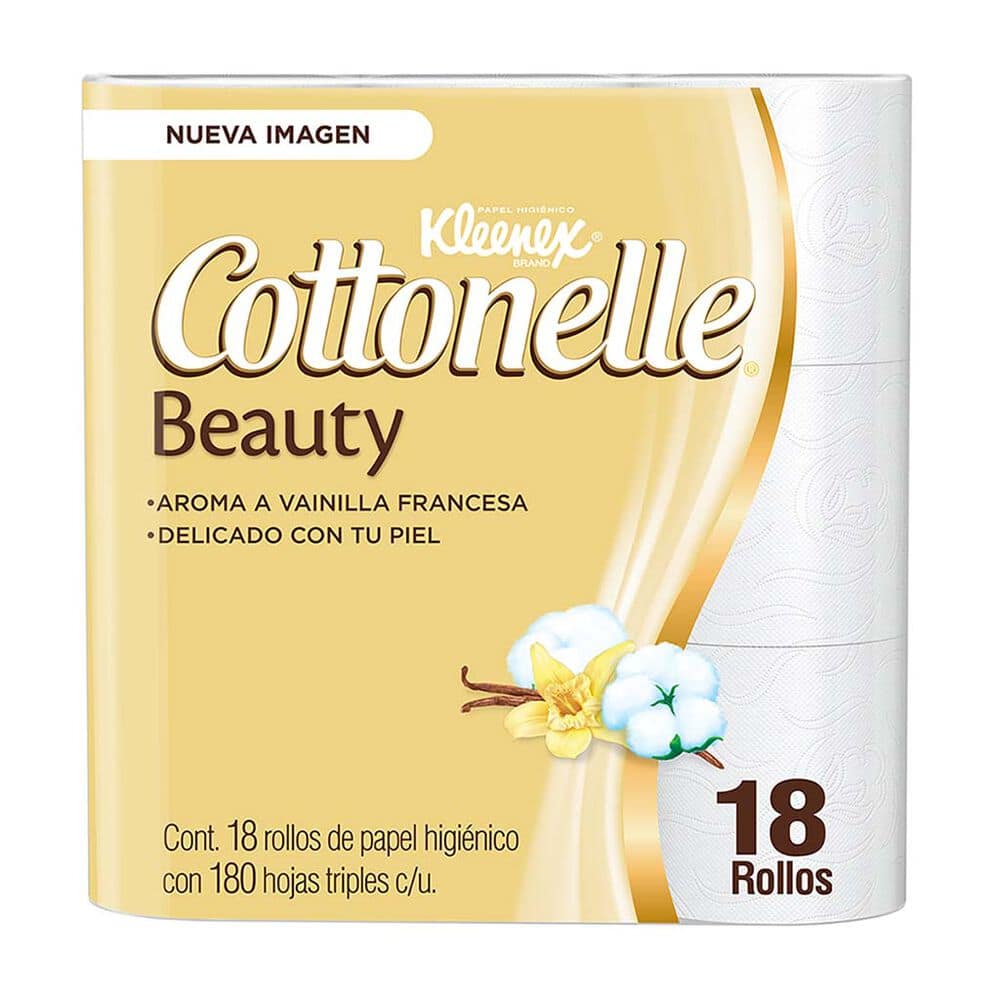 NUEVA IMAGEN
PAPEL HIGIÉNICO
Kleenex®
BRAND
Cottonelle®
Beauty
•AROMA A VAINILLA FRANCESA
•DELICADO CON TU PIEL
Cont. 18 rollos de papel higiénico
con 180 hojas triples c/u.
18
Rollos